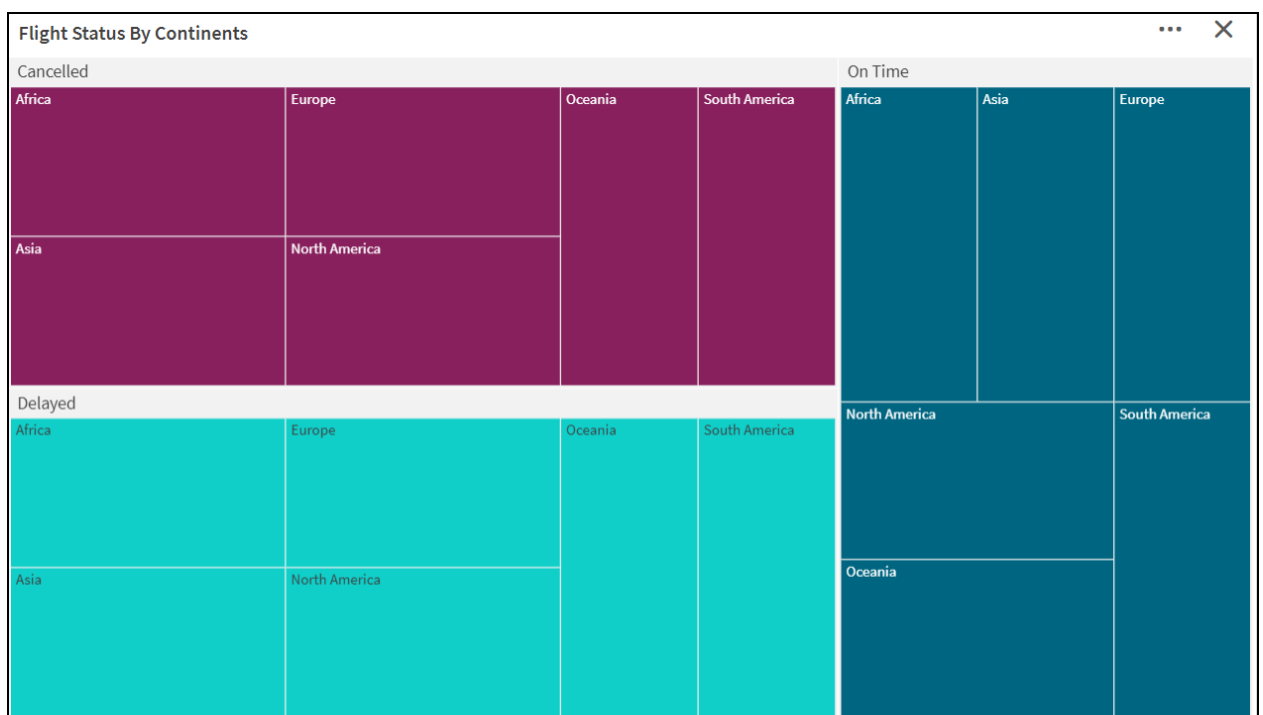 Flight Status By Continents
Cancelled
Africa
Europe
Oceania
South America
Asia
North America
Delayed
Africa
Europe
Oceania
South America
Asia
North America
On Time
Africa
Asia
Europe
North America
South America
Oceania